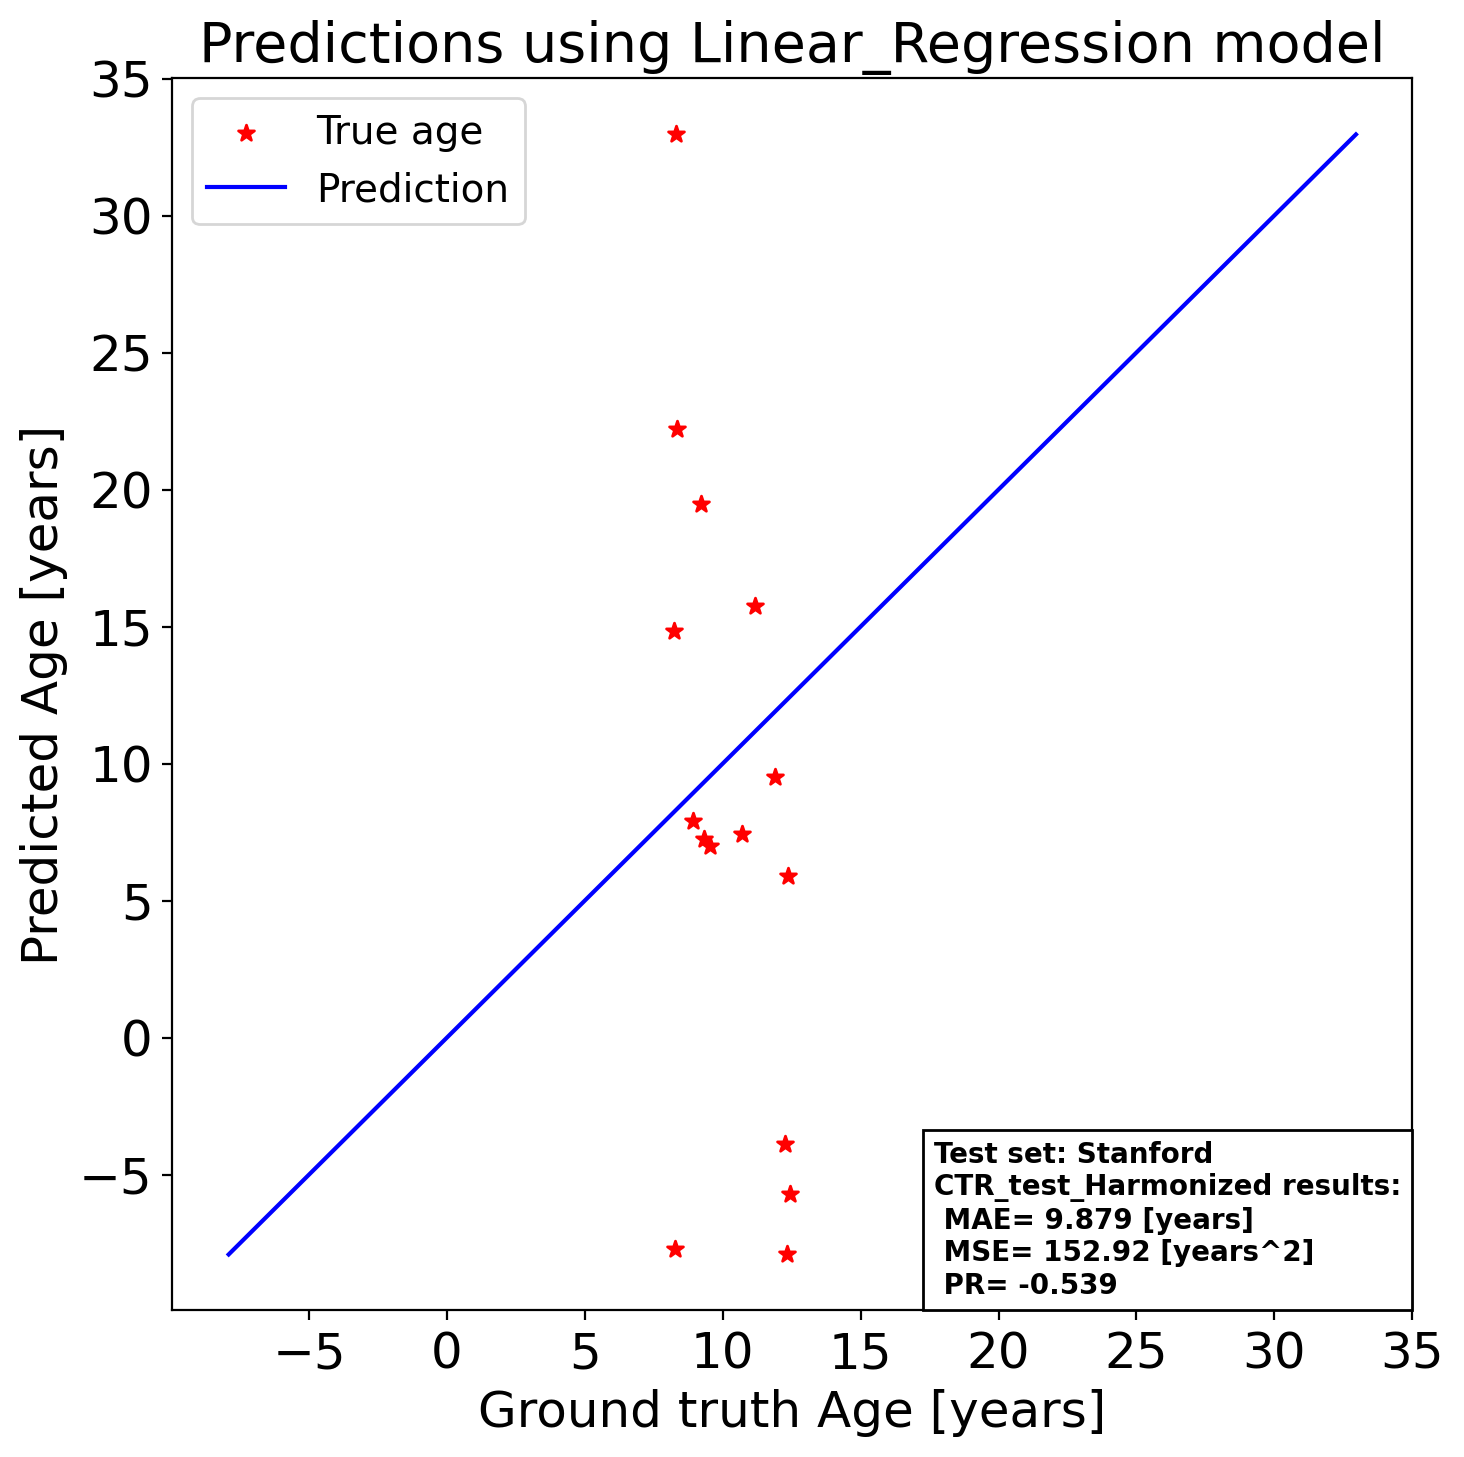 Predictions using Linear_Regression model
35
30
25
20
15
10
5
0
−5
Predicted Age [years]
True age
Prediction
Test set: Stanford
CTR_test_Harmonized results:
MAE= 9.879 [years]
MSE= 152.92 [years^2]
PR= -0.539
−5 0 5 10 15 20 25 30 35
Ground truth Age [years]